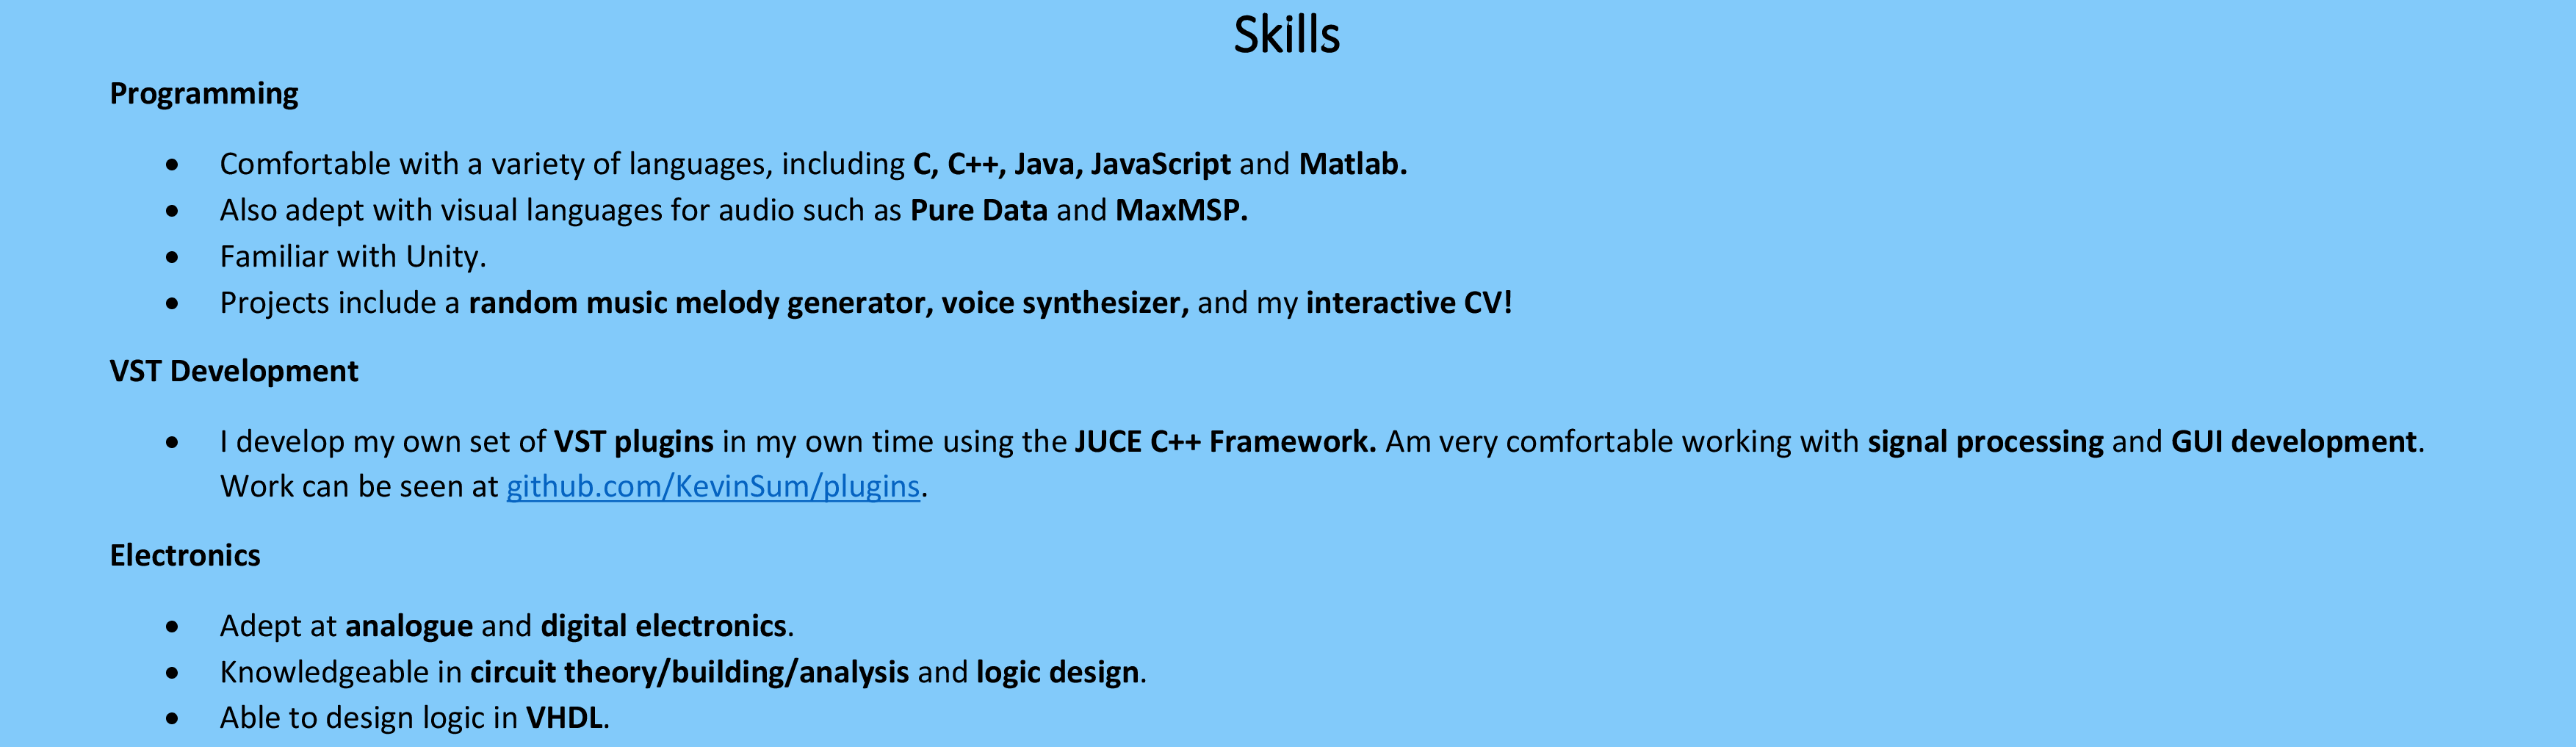 Skills
Programming
• Comfortable with a variety of languages, including C, C++, Java, JavaScript and Matlab.
• Also adept with visual languages for audio such as Pure Data and MaxMSP.
• Familiar with Unity.
• Projects include a random music melody generator, voice synthesizer, and my interactive CV!
VST Development
• I develop my own set of VST plugins in my own time using the JUCE C++ Framework. Am very comfortable working with signal processing and GUI development.
Work can be seen at github.com/KevinSum/plugins.
Electronics
• Adept at analogue and digital electronics.
• Knowledgeable in circuit theory/building/analysis and logic design.
• Able to design logic in VHDL.